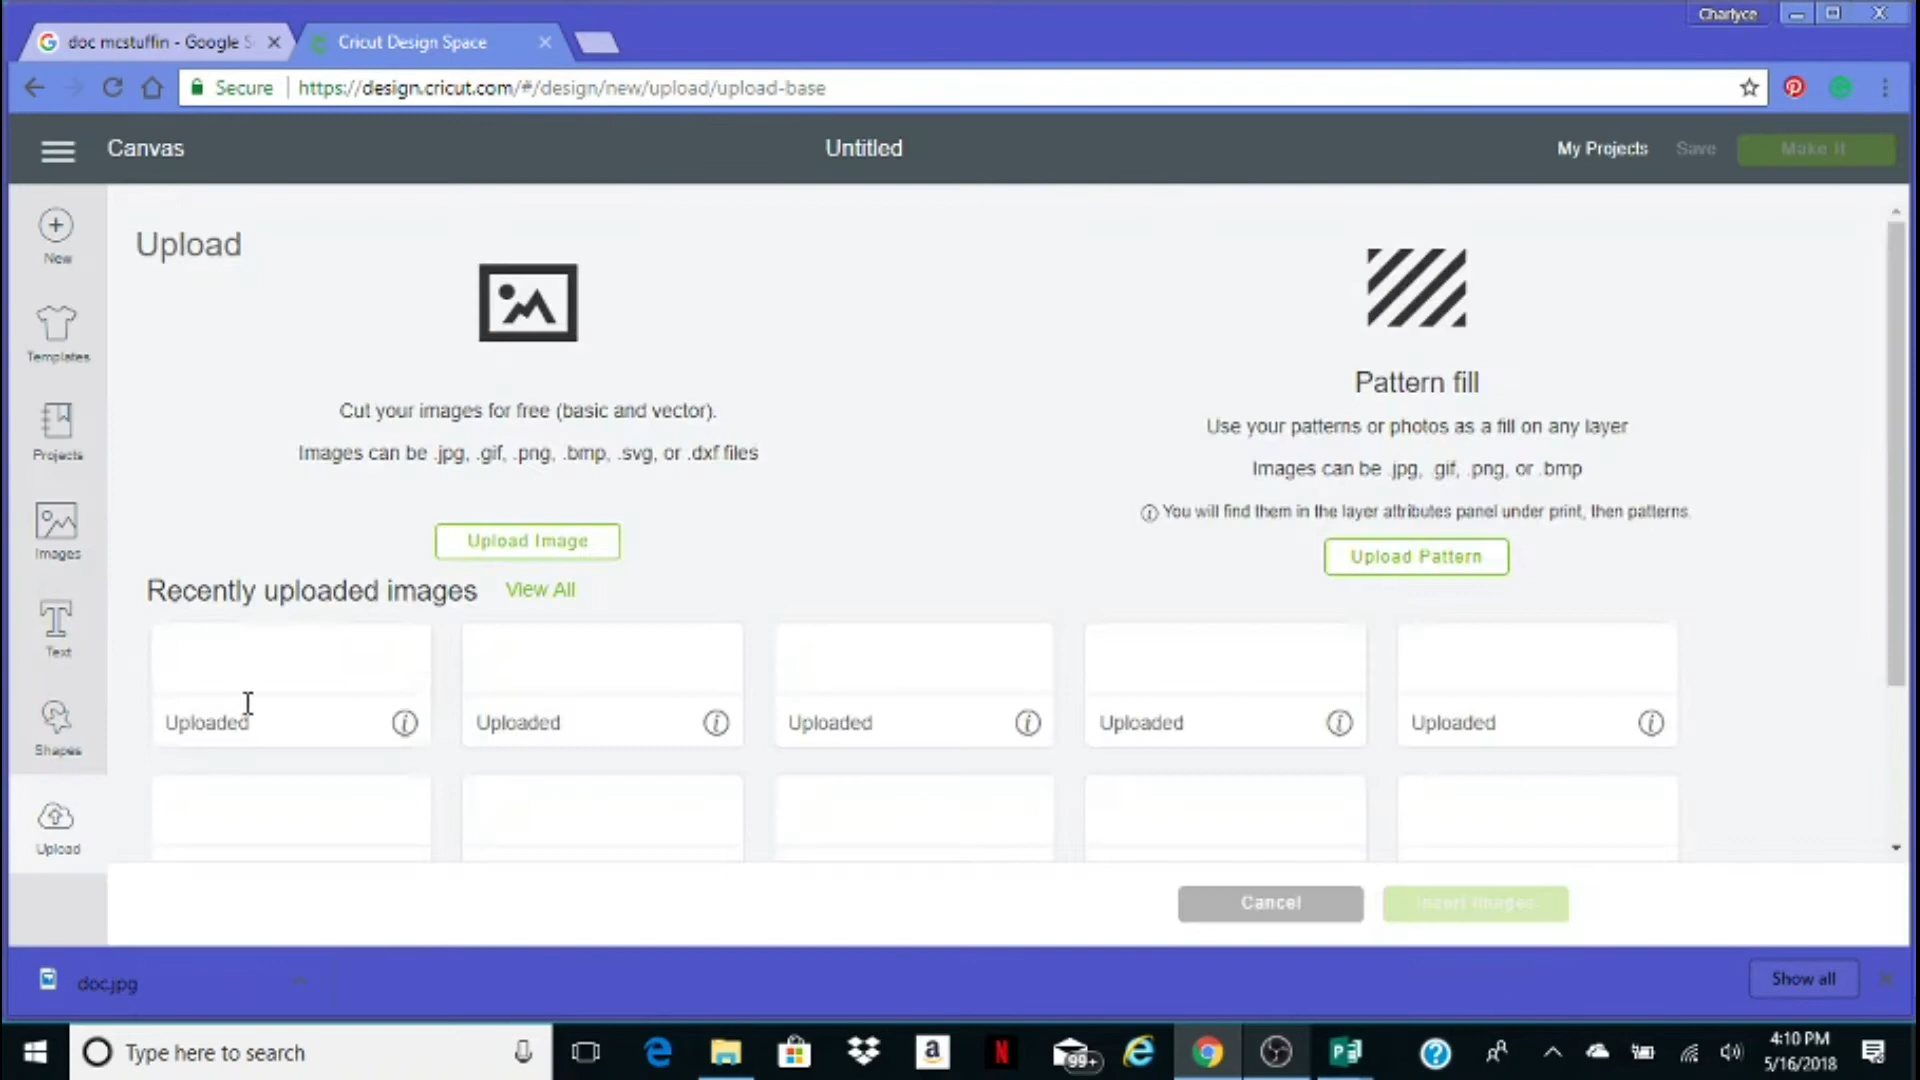 Charlyce
doc mcstuffin - Google S
Cricut Design Space
Secure
https://design.cricut.com/#/design/new/upload/upload-base
Canvas
Untitled
My Projects
Save
Make It
New
Templates
Projects
Images
Text
Shapes
Upload
Upload
Cut your images for free (basic and vector).
Images can be .jpg, .gif, .png, .bmp, .svg, or .dxf files
Upload Image
Pattern fill
Use your patterns or photos as a fill on any layer
Images can be .jpg, .gif, .png, or .bmp
You will find them in the layer attributes panel under print, then patterns.
Upload Pattern
Recently uploaded images View All
Uploaded
Uploaded
Uploaded
Uploaded
Uploaded
Cancel
Insert Images
doc.jpg
Show all
Type here to search
99+
4:10 PM
5/16/2018